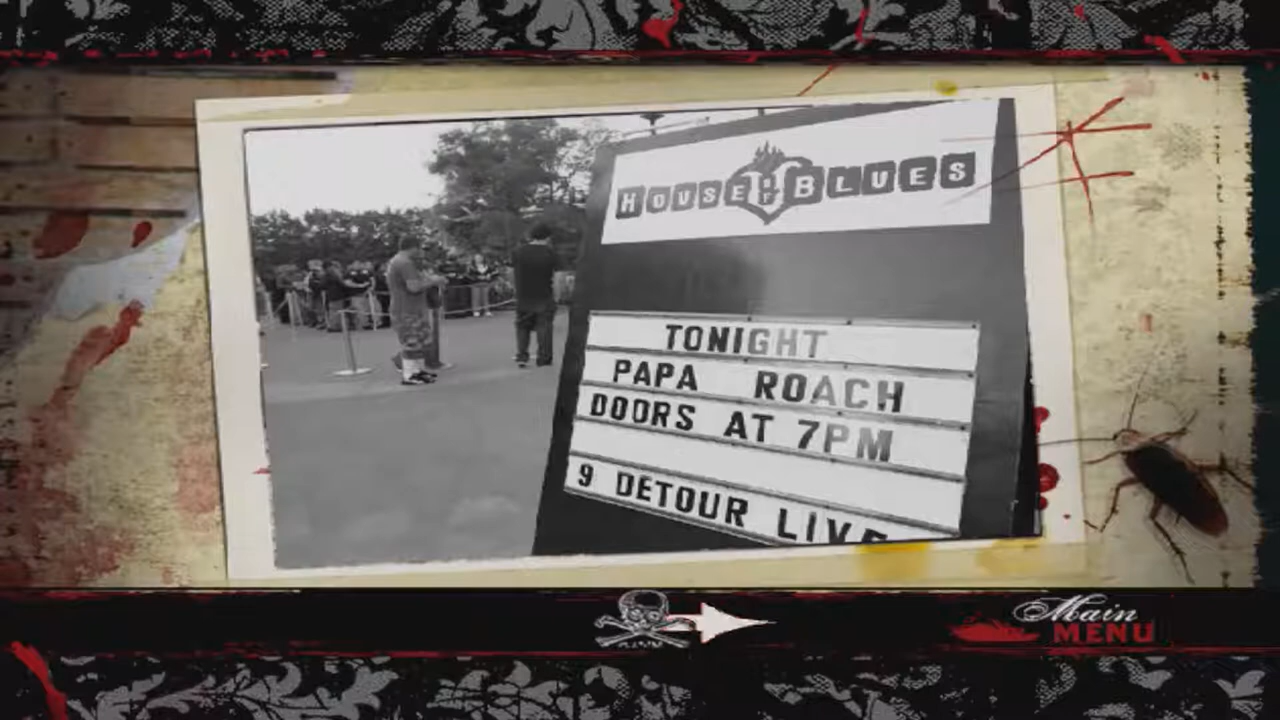 HOUSE OF BLUES
TONIGHT
PAPA ROACH
DOORS AT 7PM
9 DETOUR LIVE
Main
MENU